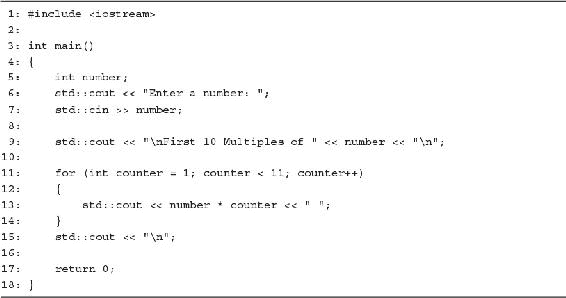 1: #include <iostream>
2:
3: int main()
4: {
5:     int number;
6:     std::cout << "Enter a number: ";
7:     std::cin >> number;
8:
9:     std::cout << "\nFirst 10 Multiples of " << number << "\n";
10:
11:     for (int counter = 1; counter < 11; counter++)
12:     {
13:         std::cout << number * counter << " ";
14:     }
15:     std::cout << "\n";
16:
17:     return 0;
18: }